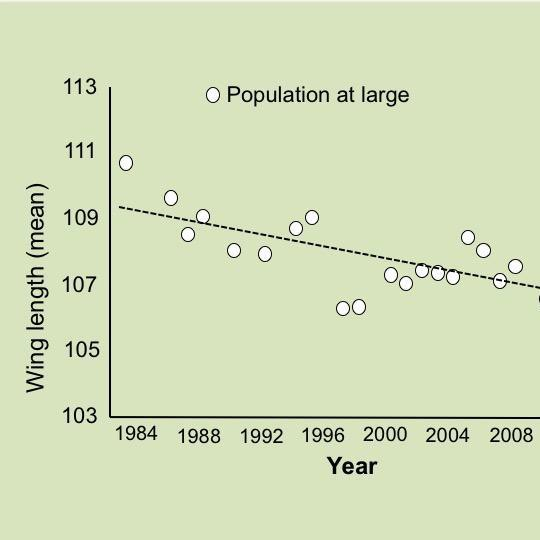 113
Population at large
111
109
107
105
103
Wing length (mean)
1984 1988 1992 1996 2000 2004 2008
Year